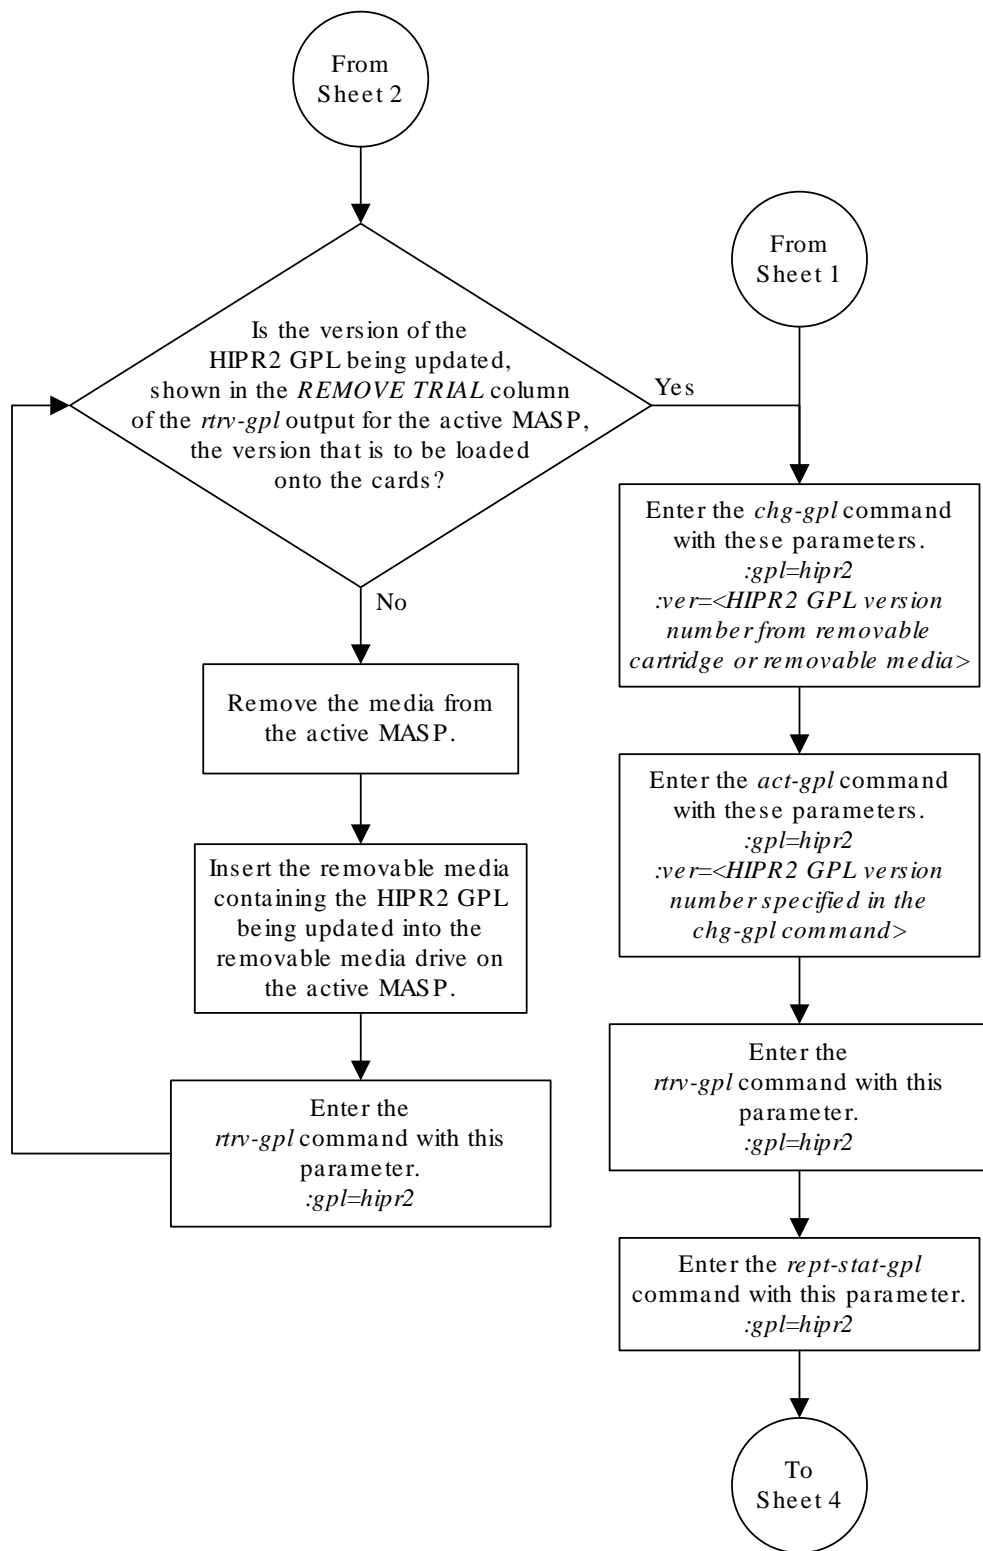 From
Sheet 2
From
Sheet 1
Is the version of the
HIPR2 GPL being updated,
shown in the REMOVE TRIAL column
of the rtrv-gpl output for the active MASP,
the version that is to be loaded
onto the cards?
Yes
No
Remove the media from
the active MASP.
Insert the removable media
containing the HIPR2 GPL
being updated into the
removable media drive on
the active MASP.
Enter the
rtrv-gpl command with this
parameter.
:gpl=hipr2
Enter the chg-gpl command
with these parameters.
:gpl=hipr2
:ver=<HIPR2 GPL version
number from removable
cartridge or removable media>
Enter the act-gpl command
with these parameters.
:gpl=hipr2
:ver=<HIPR2 GPL version
number specified in the
chg-gpl command>
Enter the
rtrv-gpl command with this
parameter.
:gpl=hipr2
Enter the rept-stat-gpl
command with this parameter.
:gpl=hipr2
To
Sheet 4